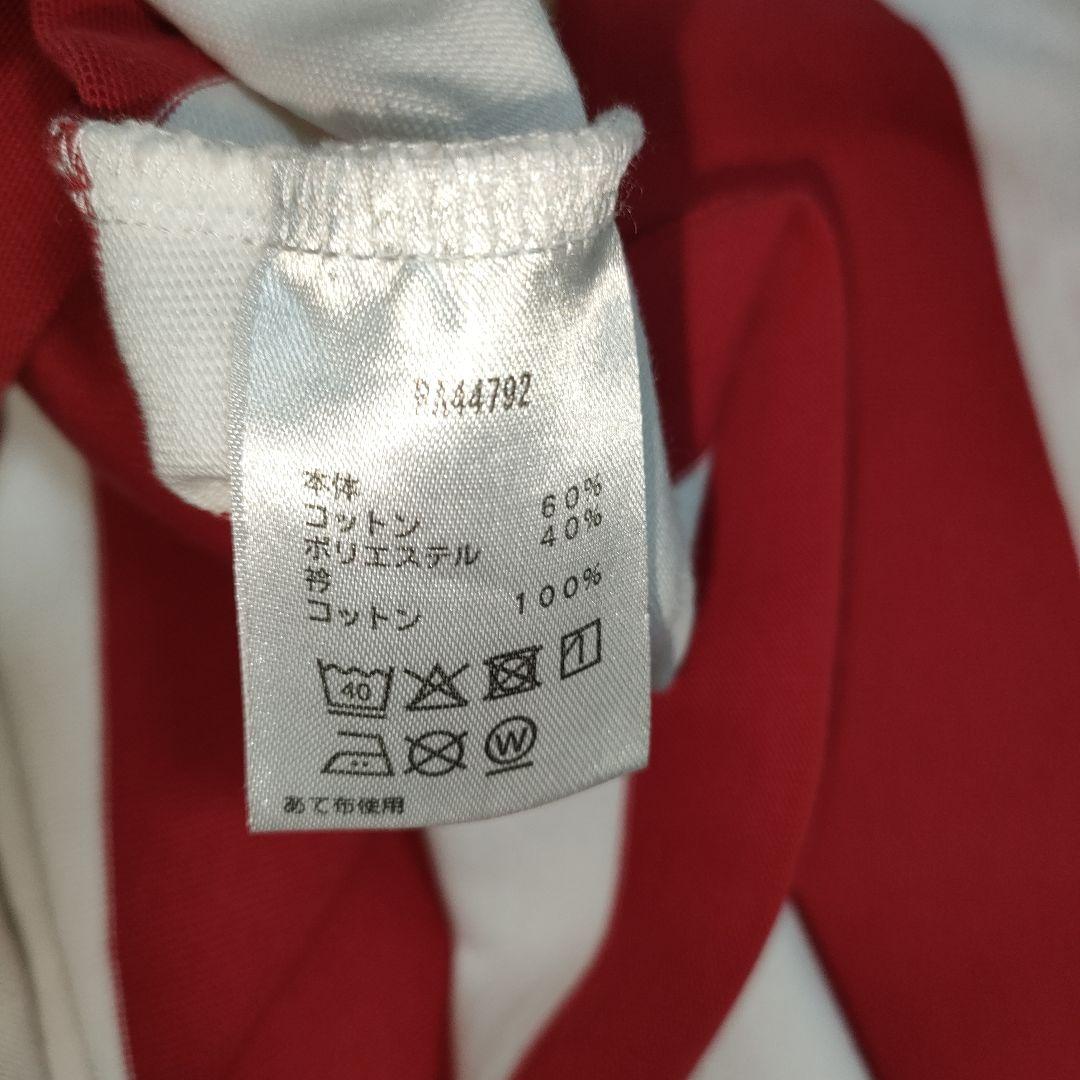 RA44792
本体
コットン 60%
ポリエステル 40%
衿
コットン 100%
40
W
あて布使用